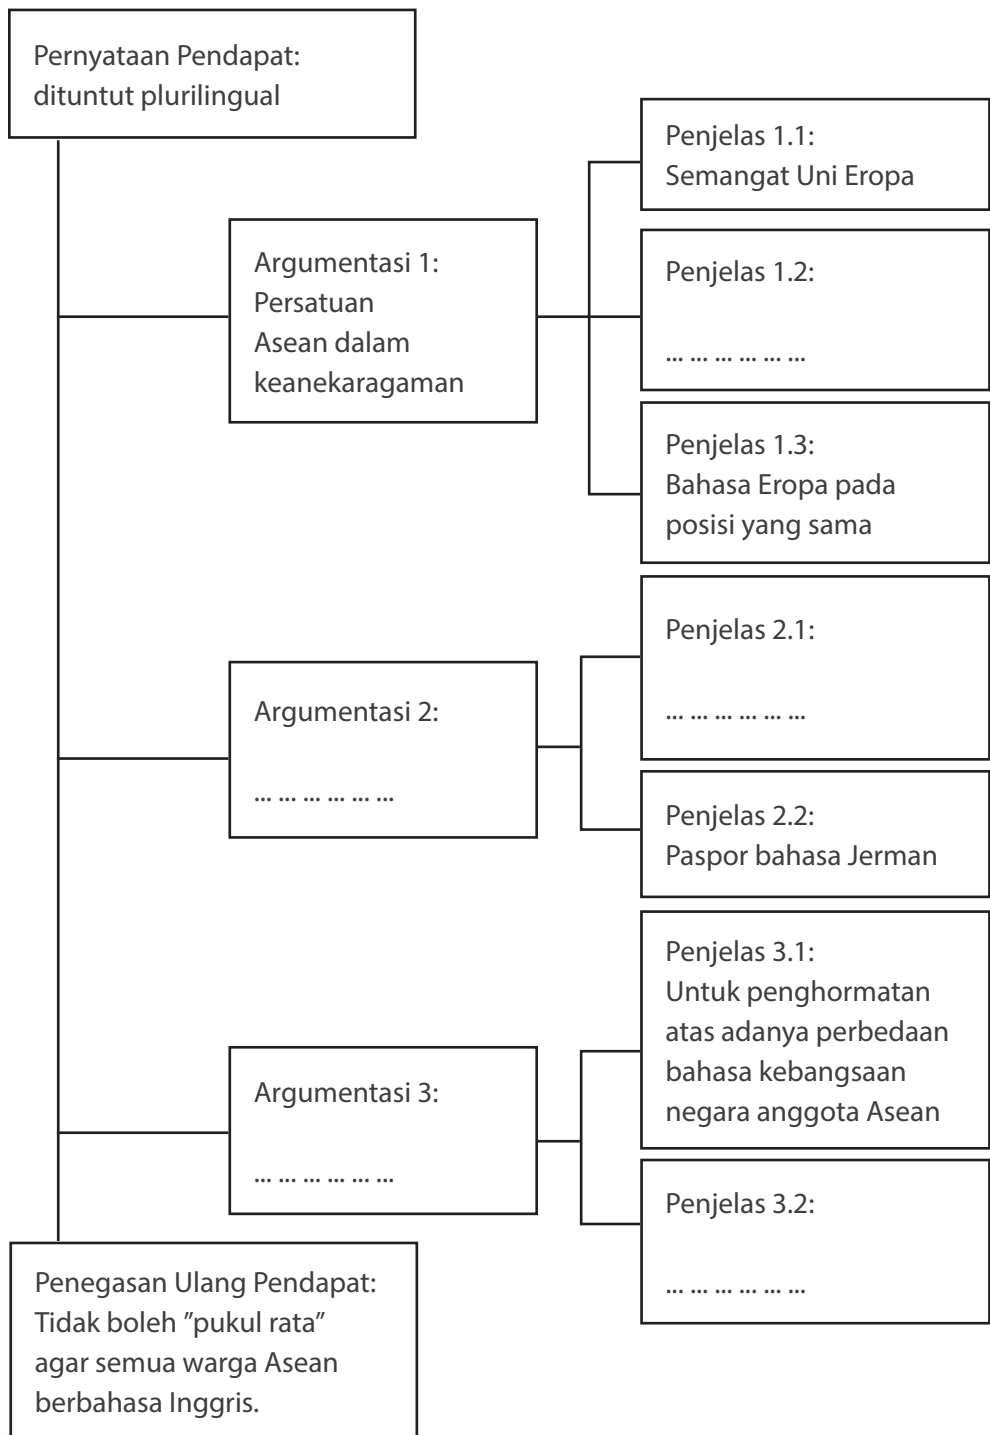 Pernyataan Pendapat:
dituntut plurilingual
Argumentasi 1:
Persatuan
Asean dalam
keanekaragaman
Penjelas 1.1:
Semangat Uni Eropa
Penjelas 1.2:
... ... ... ... ... ...
Penjelas 1.3:
Bahasa Eropa pada
posisi yang sama
Argumentasi 2:
... ... ... ... ... ...
Penjelas 2.1:
... ... ... ... ... ...
Penjelas 2.2:
Paspor bahasa Jerman
Argumentasi 3:
... ... ... ... ... ...
Penjelas 3.1:
Untuk penghormatan
atas adanya perbedaan
bahasa kebangsaan
negara anggota Asean
Penjelas 3.2:
... ... ... ... ... ...
Penegasan Ulang Pendapat:
Tidak boleh ”pukul rata”
agar semua warga Asean
berbahasa Inggris.